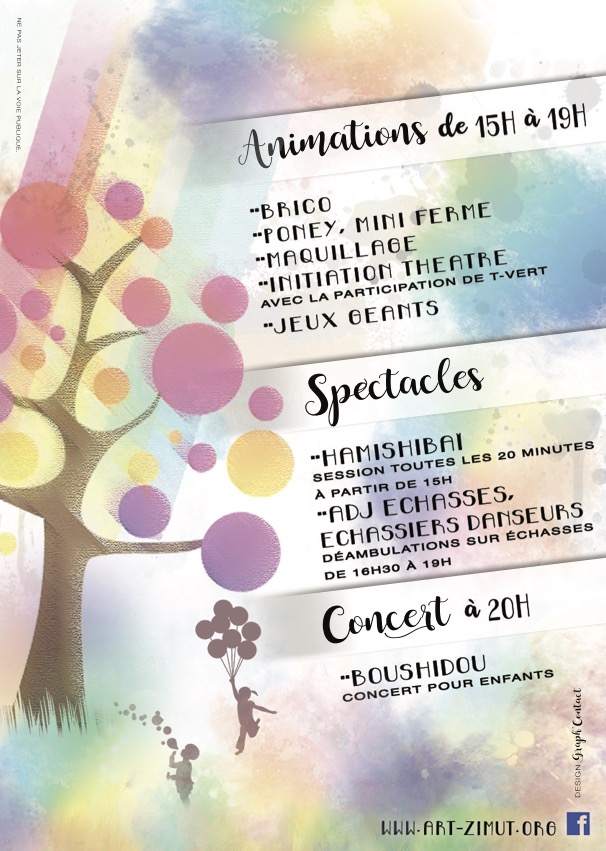 NE PAS JETER SUR LA VOIE PUBLIQUE.
Animations de 15H à 19H
BRICO
PONEY, MINI FERME
MAQUILLAGE
INITIATION THEATRE
AVEC LA PARTICIPATION DE T-VERT
JEUX GEANTS
Spectacles
HAMISHIBAI
SESSION TOUTES LES 20 MINUTES
À PARTIR DE 15H
ADJ ECHASSES,
ECHASSIERS DANSEURS
DÉAMBULATIONS SUR ÉCHASSES
DE 16H30 À 19H
Concert à 20H
BOUSHIDOU
CONCERT POUR ENFANTS
DESIGN Graph'Contact
WWW.ART-ZIMUT.ORG f